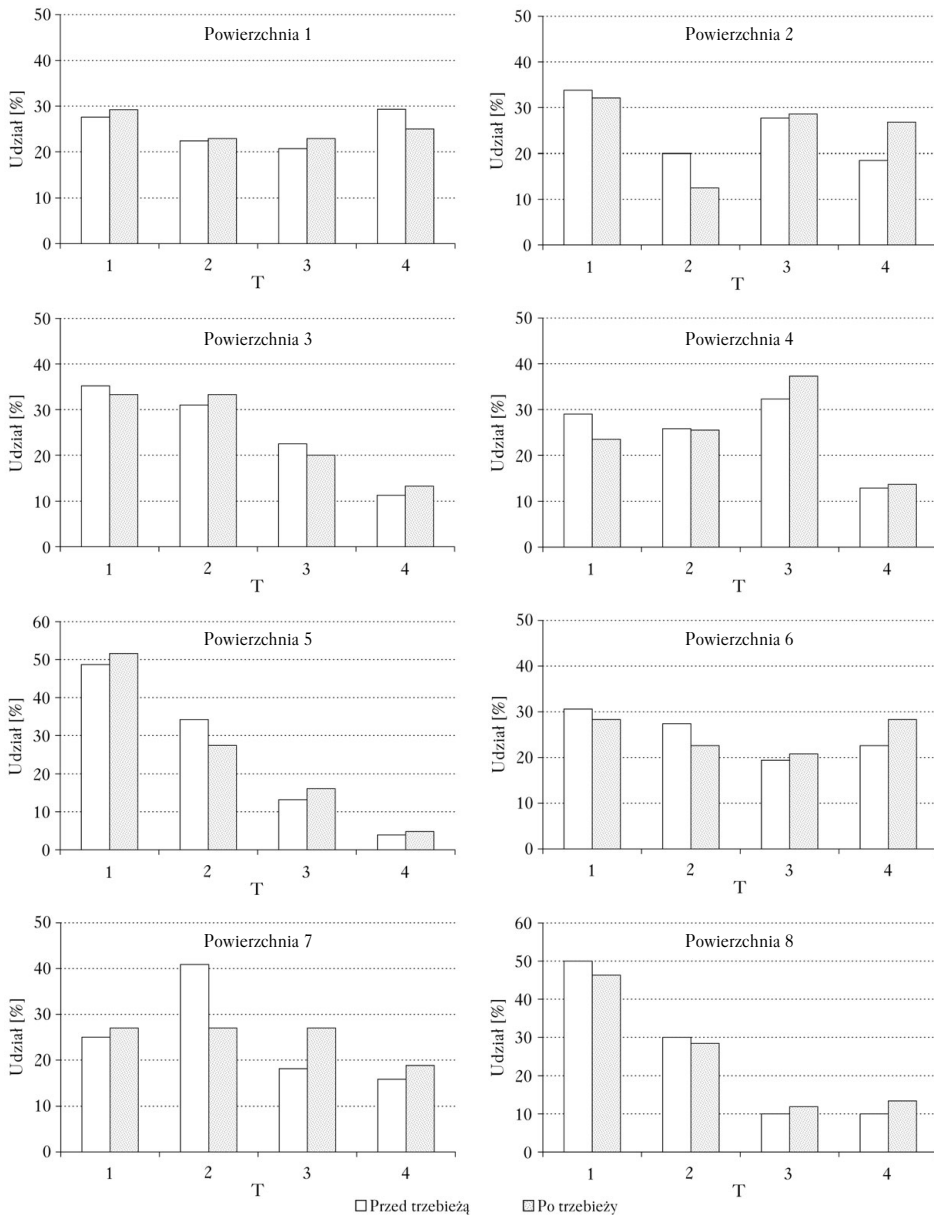 Powierzchnia 1
Udział [%]
50
40
30
20
10
0
1 2 3 4
T
Powierzchnia 2
Udział [%]
50
40
30
20
10
0
1 2 3 4
T
Powierzchnia 3
Udział [%]
50
40
30
20
10
0
1 2 3 4
T
Powierzchnia 4
Udział [%]
50
40
30
20
10
0
1 2 3 4
T
Powierzchnia 5
Udział [%]
60
50
40
30
20
10
0
1 2 3 4
T
Powierzchnia 6
Udział [%]
50
40
30
20
10
0
1 2 3 4
T
Powierzchnia 7
Udział [%]
50
40
30
20
10
0
1 2 3 4
T
Powierzchnia 8
Udział [%]
60
50
40
30
20
10
0
1 2 3 4
T
Przed trzebieżą Po trzebieży